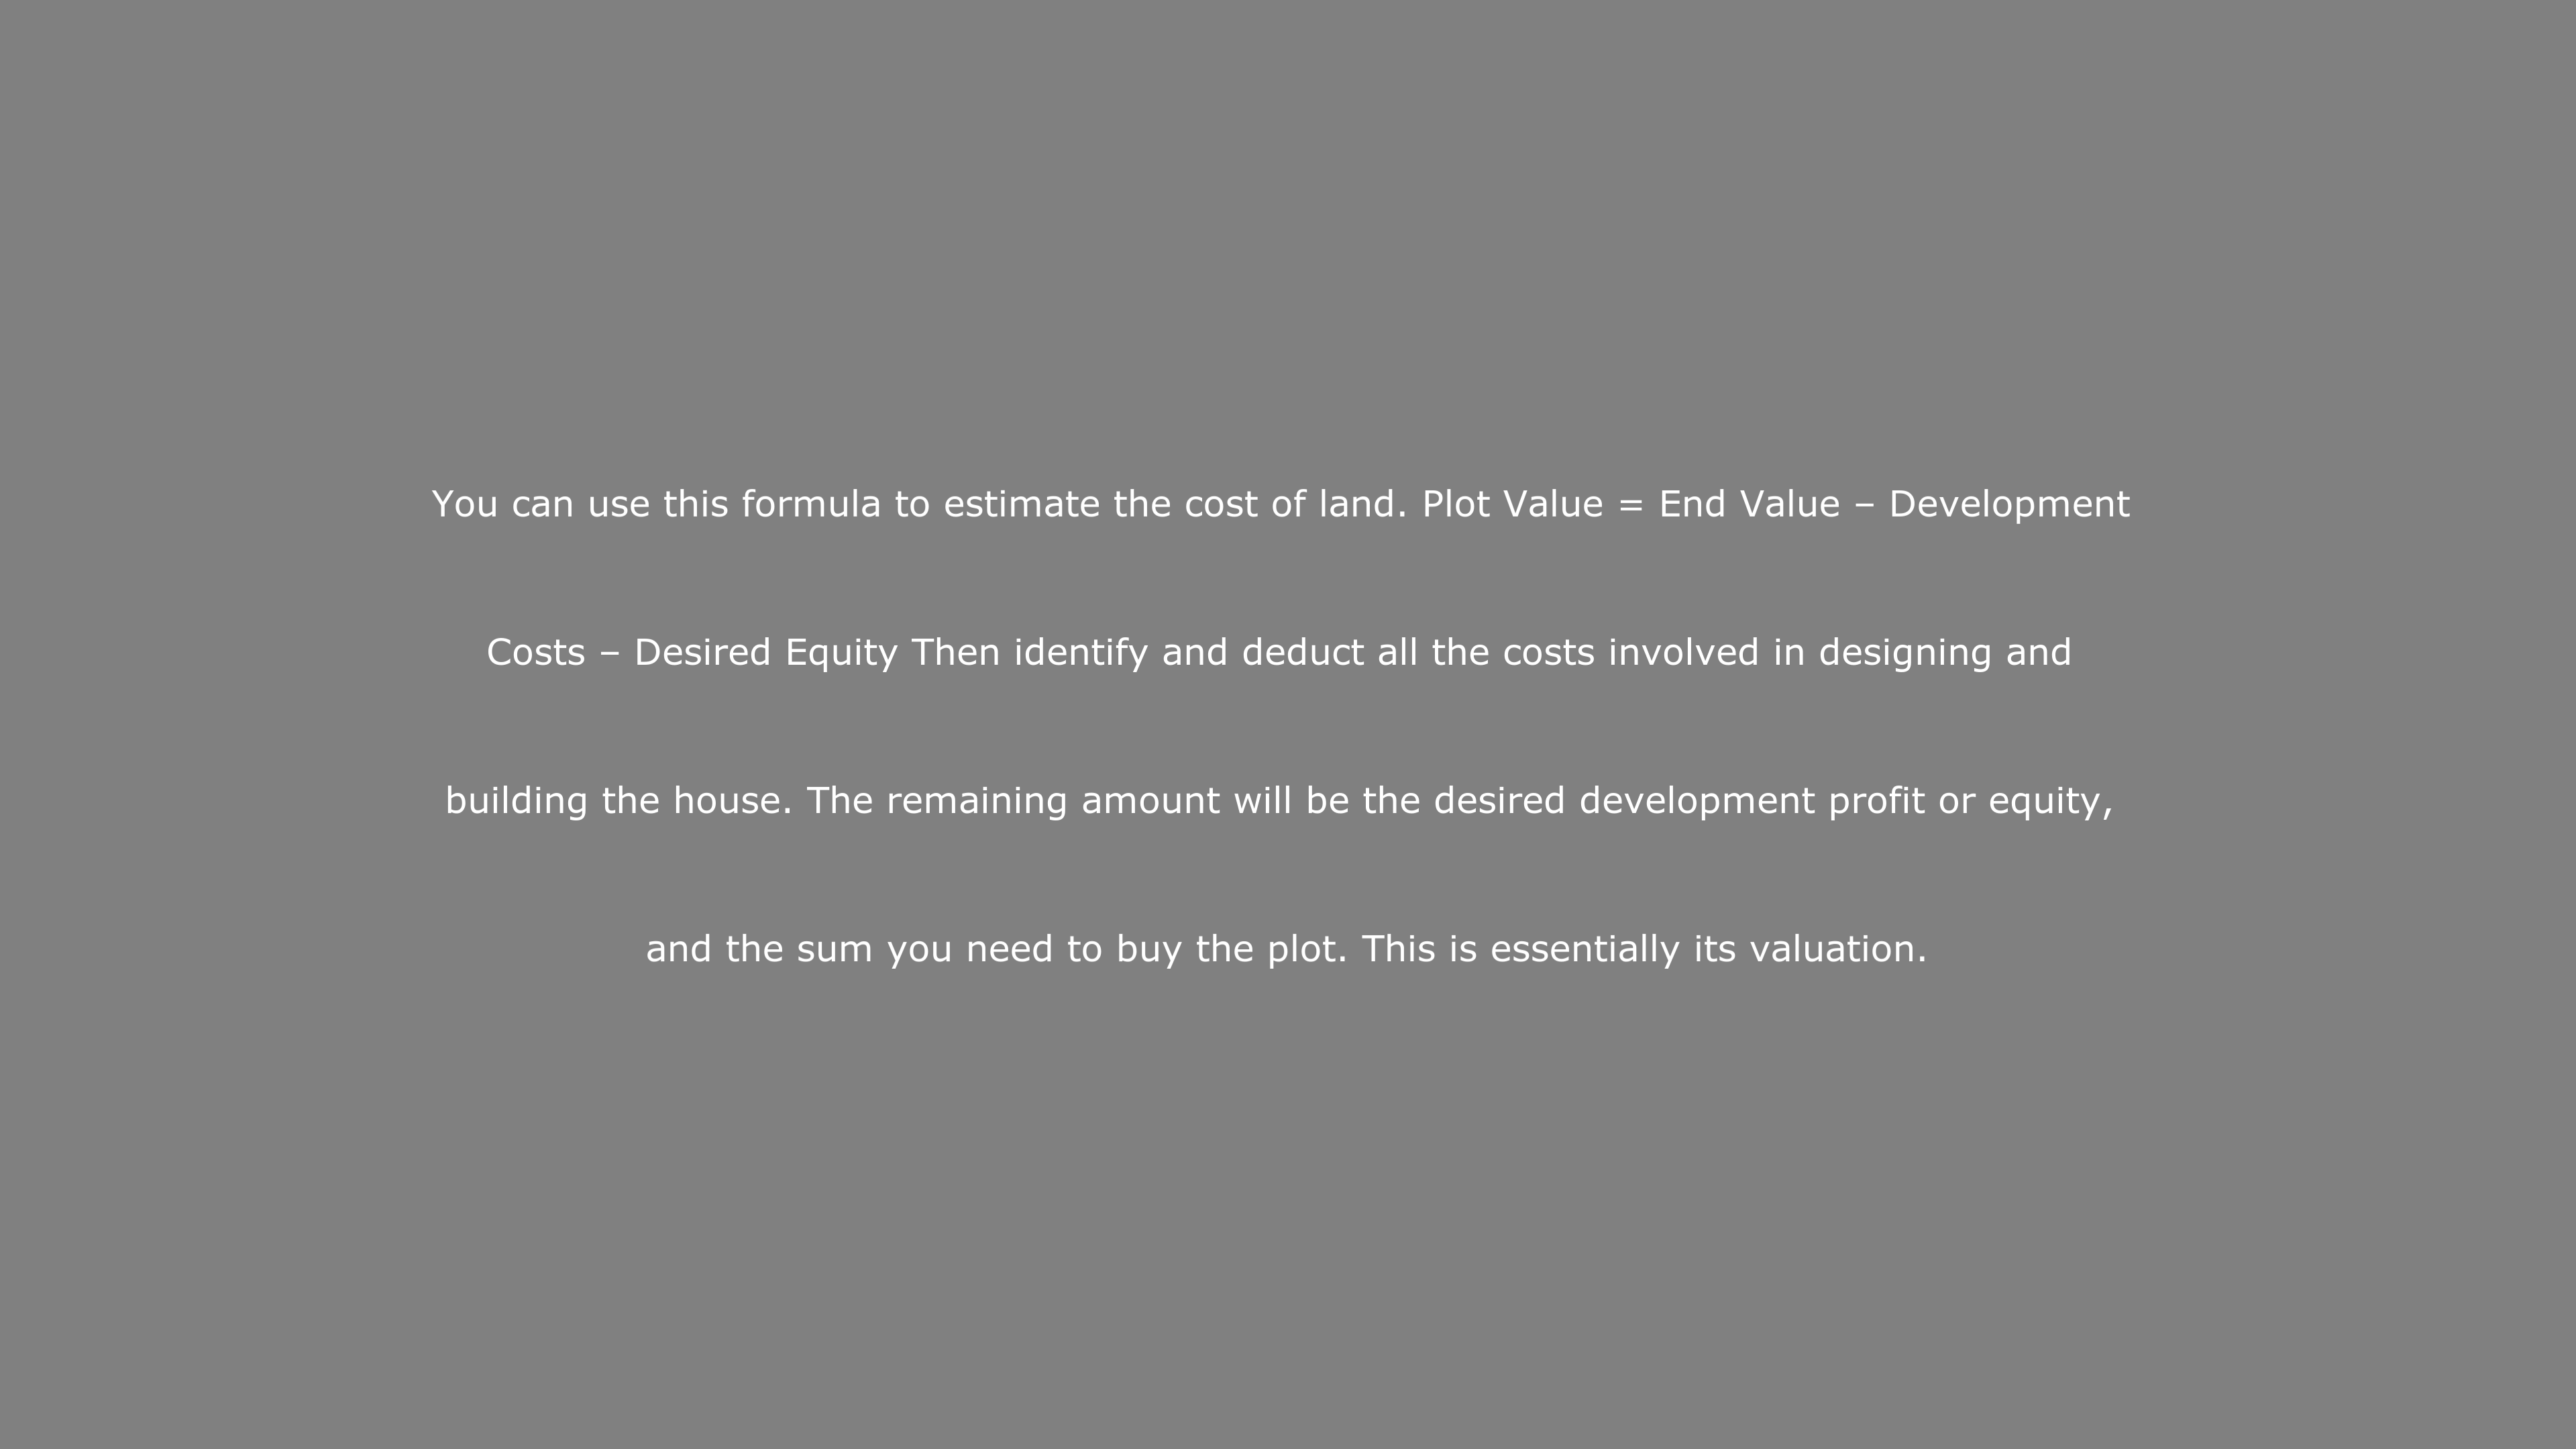 You can use this formula to estimate the cost of land. Plot Value = End Value – Development
Costs – Desired Equity Then identify and deduct all the costs involved in designing and
building the house. The remaining amount will be the desired development profit or equity,
and the sum you need to buy the plot. This is essentially its valuation.